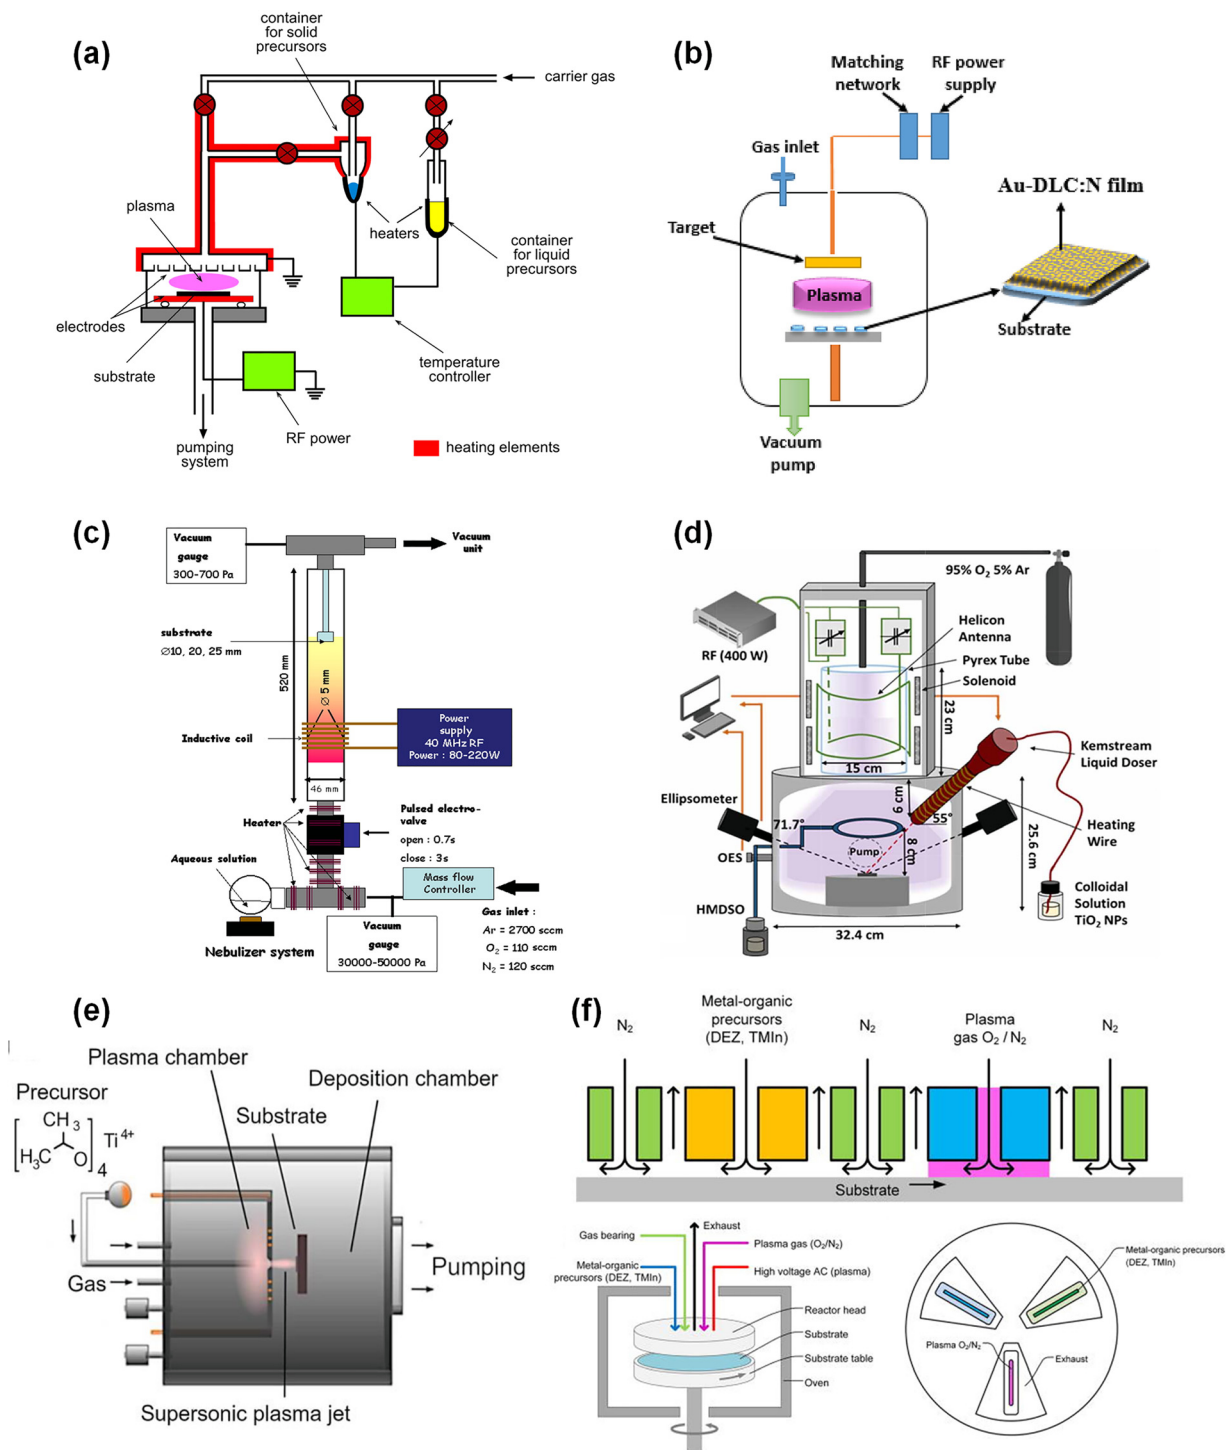 (a)
container
for solid
precursors
carrier gas
plasma
heaters
container
for liquid
precursors
electrodes
substrate
temperature
controller
RF power
pumping
system
heating elements
(b)
Matching
network
RF power
supply
Gas inlet
Au-DLC:N film
Target
Plasma
Substrate
Vacuum
pump
(c)
Vacuum
gauge
300-700 Pa
Vacuum
unit
substrate
∅10, 20, 25 mm
520 mm
∅ 5 mm
Inductive coil
Power
supply
40 MHz RF
Power : 80-220W
46 mm
Pulsed electro-
valve
open : 0.7s
close : 3s
Heater
Aqueous solution
Mass flow
Controller
Gas inlet :
Ar = 2700 sccm
O₂ = 110 sccm
N₂ = 120 sccm
Nebulizer system
Vacuum
gauge
30000-50000 Pa
(d)
95% O₂ 5% Ar
RF (400 W)
Helicon
Antenna
Pyrex Tube
Solenoid
23 cm
15 cm
Kemstream
Liquid Doser
Ellipsometer
71.7°
6 cm
55°
Pump
8 cm
Heating
Wire
25.6 cm
OES
HMDSO
Colloidal
Solution
TiO₂ NPs
32.4 cm
(e)
Plasma chamber
Deposition chamber
Precursor
Substrate
CH₃
Ti⁴⁺
H₃C
O
4
Gas
Pumping
Supersonic plasma jet
(f)
N₂
Metal-organic
precursors
(DEZ, TMIn)
N₂
Plasma
gas O₂ / N₂
N₂
Substrate
Gas bearing
Exhaust
Plasma gas (O₂/N₂)
Metal-organic
precursors (DEZ, TMIn)
High voltage AC (plasma)
Reactor head
Substrate
Substrate table
Oven
Metal-organic precursors
(DEZ, TMIn)
Plasma O₂/N₂
Exhaust